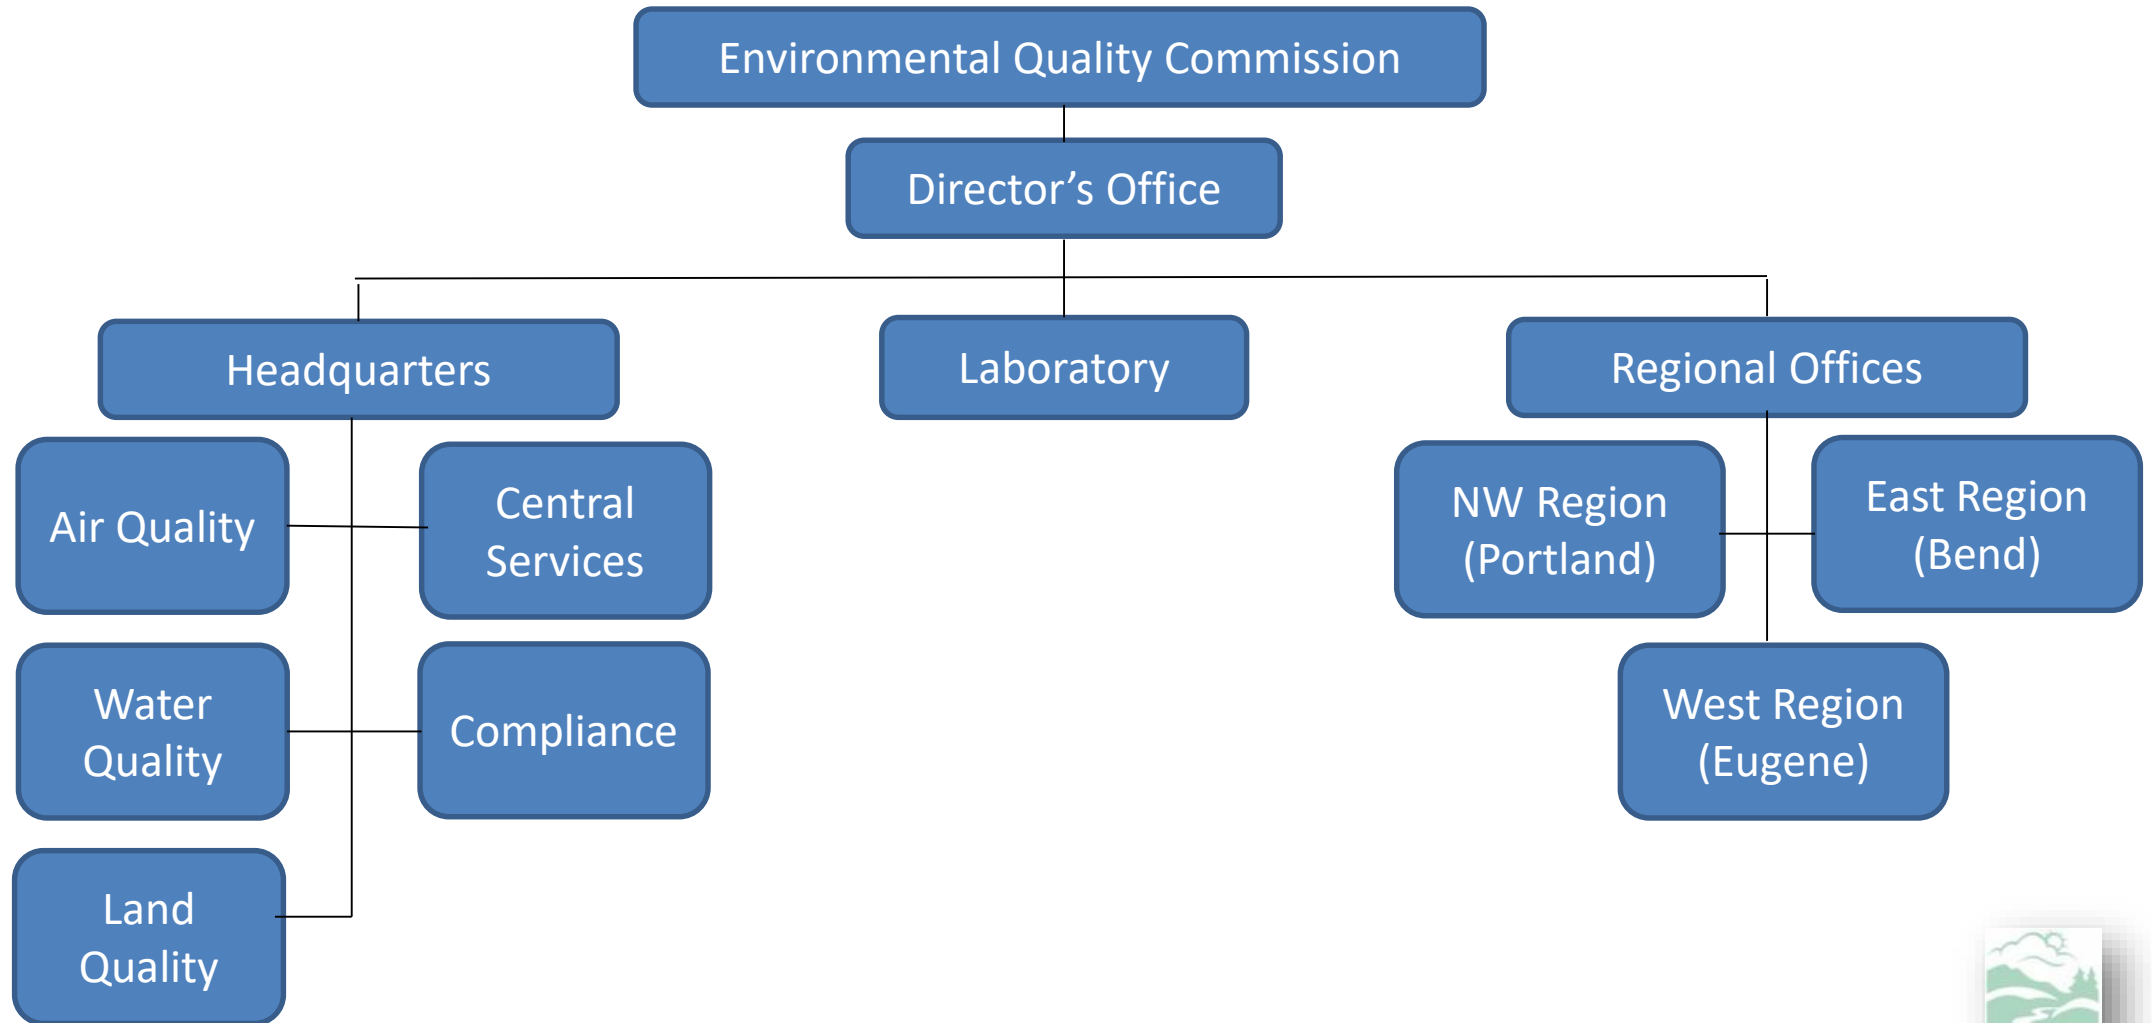 Environmental Quality Commission
Director’s Office
Headquarters
Laboratory
Regional Offices
Air Quality
Central
Services
NW Region
(Portland)
East Region
(Bend)
Water
Quality
Compliance
West Region
(Eugene)
Land
Quality